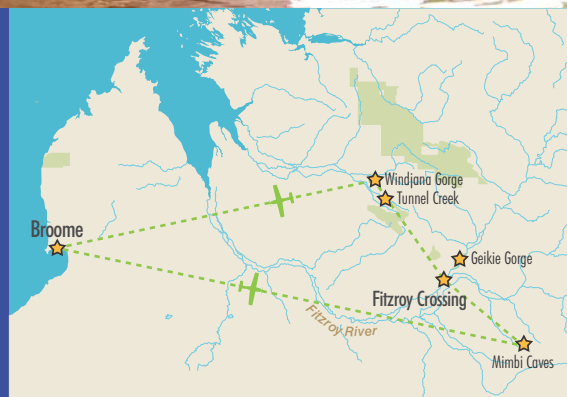 Windjana Gorge
Tunnel Creek
Broome
Geikie Gorge
Fitzroy Crossing
Fitzroy River
Mimbi Caves